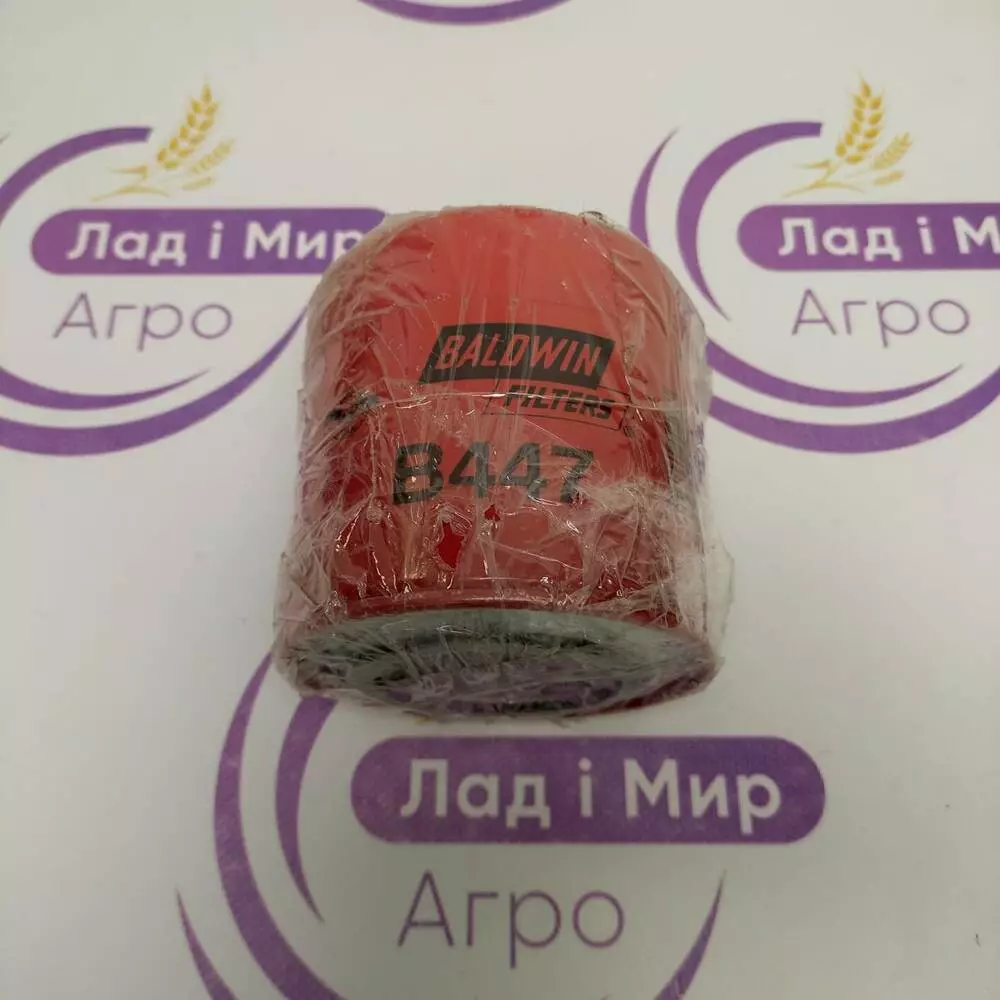 Лад і Мир
Агро
Лад і М
Агро
BALDWIN
FILTERS
B447
Лад і Мир
Агро